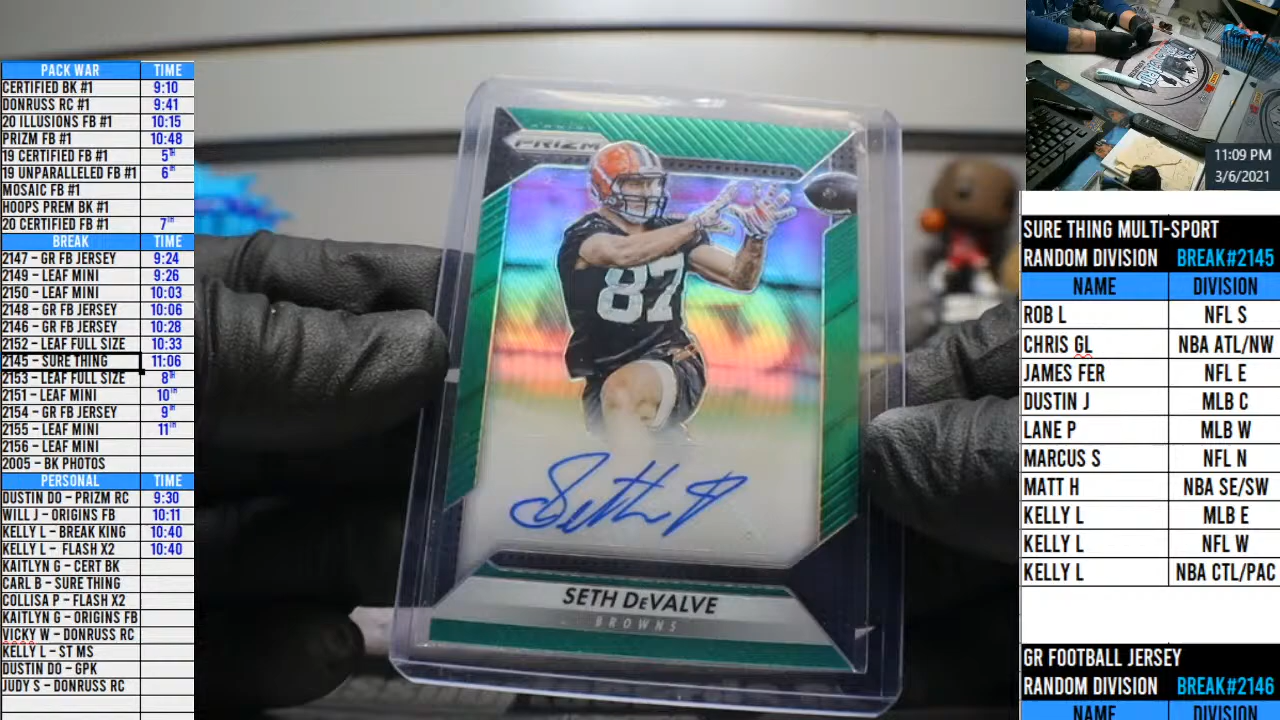 PACK WAR TIME
CERTIFIED BK #1 9:10
DONRUSS RC #1 9:41
20 ILLUSIONS FB #1 10:15
PRIZM FB #1 10:48
19 CERTIFIED FB #1 5TH
19 UNPARALLELED FB #1 6TH
MOSAIC FB #1
HOOPS PREM BK #1
20 CERTIFIED FB #1 7TH
BREAK TIME
2147 – GR FB JERSEY 9:24
2149 – LEAF MINI 9:26
2150 – LEAF MINI 10:03
2148 – GR FB JERSEY 10:06
2146 – GR FB JERSEY 10:28
2152 – LEAF FULL SIZE 10:33
2145 – SURE THING 11:06
2153 – LEAF FULL SIZE 8TH
2151 – LEAF MINI 10TH
2154 – GR FB JERSEY 9TH
2155 – LEAF MINI 11TH
2156 – LEAF MINI
2005 – BK PHOTOS
PERSONAL TIME
DUSTIN DO – PRIZM RC 9:30
WILL J – ORIGINS FB 10:11
KELLY L – BREAK KING 10:40
KELLY L – FLASH X2 10:40
KAITLYN G – CERT BK
CARL B – SURE THING
COLLISA P – FLASH X2
KAITLYN G – ORIGINS FB
VICKY W – DONRUSS RC
KELLY L – ST MS
DUSTIN DO – GPK
JUDY S – DONRUSS RC
PANINI
PRIZM
87
Seth D
SETH DEVALVE
BROWNS
11:09 PM
3/6/2021
SURE THING MULTI-SPORT
RANDOM DIVISION BREAK#2145
NAME DIVISION
ROB L NFL S
CHRIS GL NBA ATL/NW
JAMES FER NFL E
DUSTIN J MLB C
LANE P MLB W
MARCUS S NFL N
MATT H NBA SE/SW
KELLY L MLB E
KELLY L NFL W
KELLY L NBA CTL/PAC
GR FOOTBALL JERSEY
RANDOM DIVISION BREAK#2146
NAME DIVISION